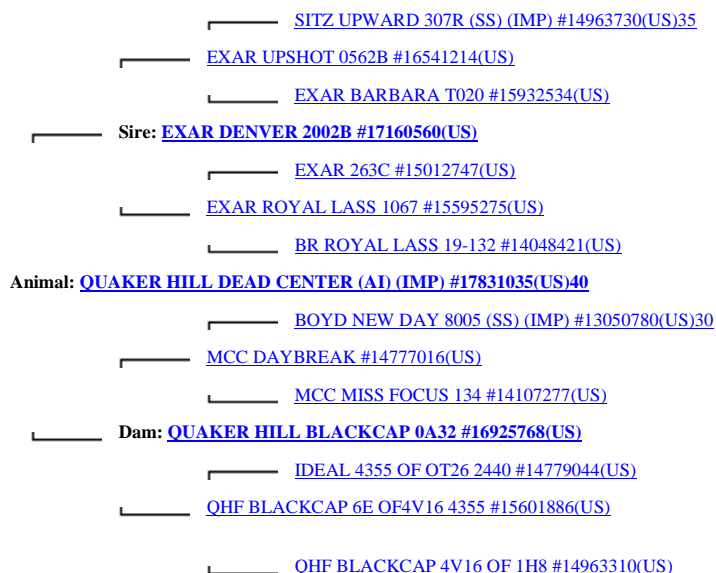 SITZ UPWARD 307R (SS) (IMP) #14963730(US)35
EXAR UPSHOT 0562B #16541214(US)
EXAR BARBARA T020 #15932534(US)
Sire: EXAR DENVER 2002B #17160560(US)
EXAR 263C #15012747(US)
EXAR ROYAL LASS 1067 #15595275(US)
BR ROYAL LASS 19-132 #14048421(US)
Animal: QUAKER HILL DEAD CENTER (AI) (IMP) #17831035(US)40
BOYD NEW DAY 8005 (SS) (IMP) #13050780(US)30
MCC DAYBREAK #14777016(US)
MCC MISS FOCUS 134 #14107277(US)
Dam: QUAKER HILL BLACKCAP 0A32 #16925768(US)
IDEAL 4355 OF OT26 2440 #14779044(US)
QHF BLACKCAP 6E OF4V16 4355 #15601886(US)
QHF BLACKCAP 4V16 OF 1H8 #14963310(US)